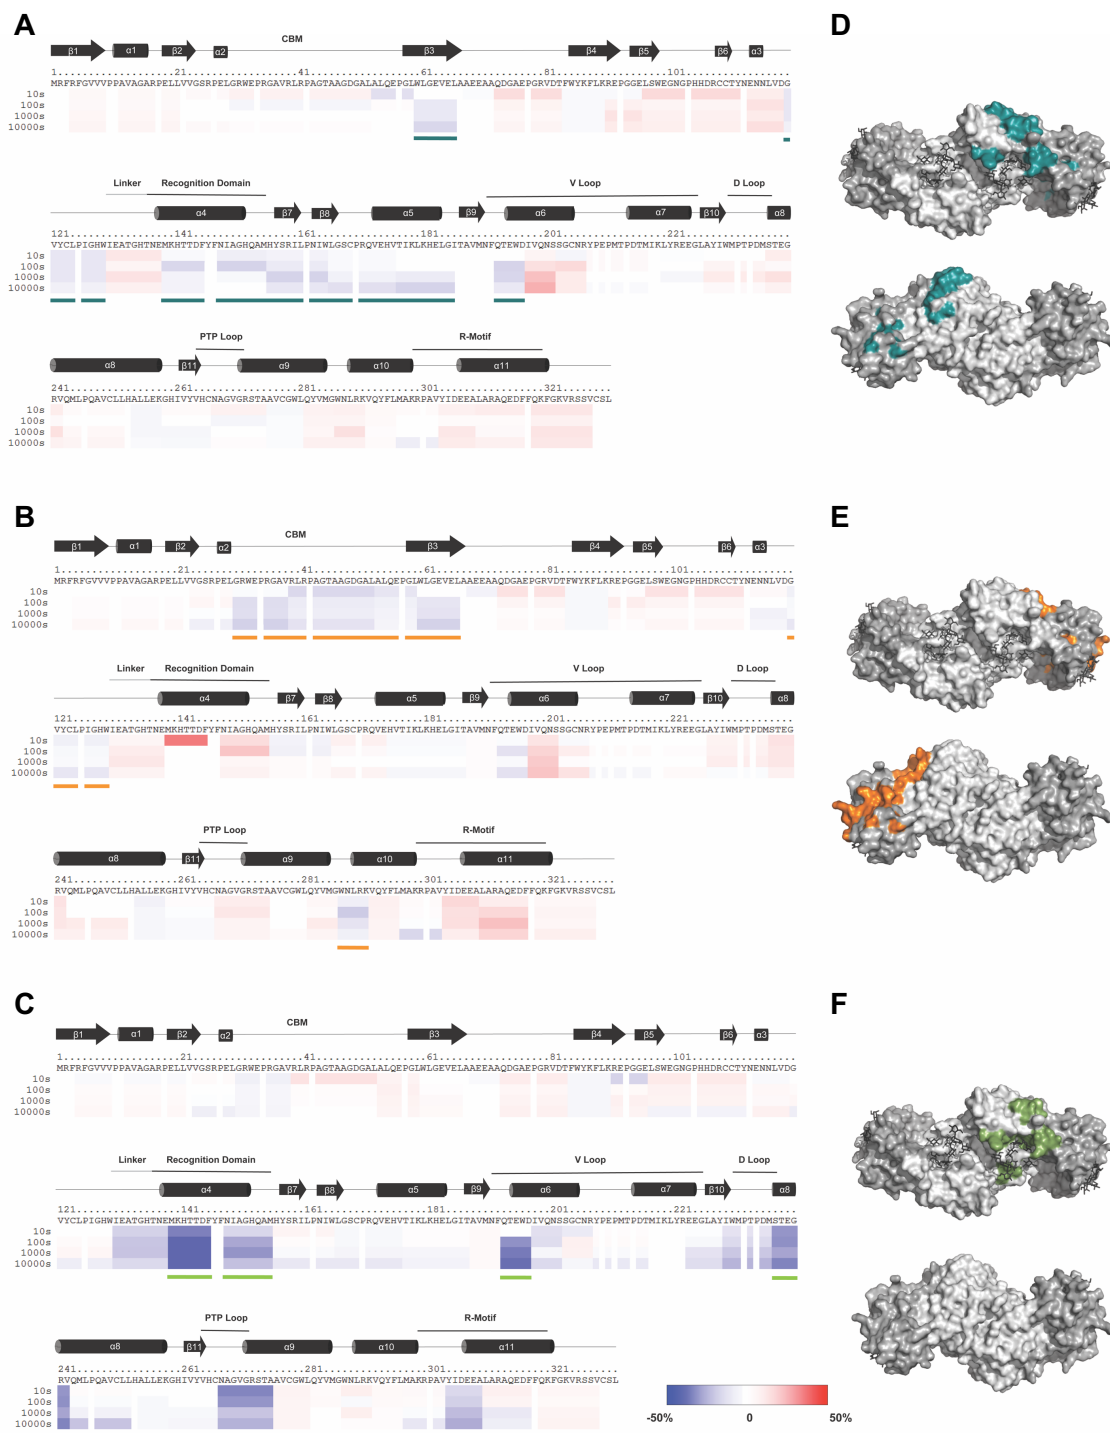 A
D
CBM
β1 α1 β2 α2 β3 β4 β5 β6 α3
1...................21..................41..................61..................81..................101.................
MRFRFGVVVPPAVAGARPELLVVGSRPELGRWEPRGAVRLRPAGTAAGDGALALQEPGLWLGEVELAAEEAAQDGAEPGRVDTFWYKFLKREPGGELSWEGNGPHHDRCCTYNENNLVDG
10s
100s
1000s
10000s
Linker Recognition Domain V Loop D Loop
α4 β7 β8 α5 β9 α6 α7 β10 α8
121.................141.................161.................181.................201.................221.................
VYCLPIGHWIEATGHTNEMKHTTDFYFNIAGHQAMHYSRILPNIWLGSCPRQVEHVTIKLKHELGITAVMNFQTEWDIVQNSSGCNRYPEPMTPDTMIKLYREEGLAYIWMPTPDMSTEG
10s
100s
1000s
10000s
PTP Loop R-Motif
α8 β11 α9 α10 α11
241.................261.................281.................301.................321.........
RVQMLPQAVCLLHALLEKGHIVYVHCNAGVGRSTAAVCGWLQYVMGWNLRKVQYFLMAKRPAVYIDEEALARAQEDFFQKFGKVRSSVCSL
10s
100s
1000s
10000s
B
E
CBM
β1 α1 β2 α2 β3 β4 β5 β6 α3
1...................21..................41..................61..................81..................101.................
MRFRFGVVVPPAVAGARPELLVVGSRPELGRWEPRGAVRLRPAGTAAGDGALALQEPGLWLGEVELAAEEAAQDGAEPGRVDTFWYKFLKREPGGELSWEGNGPHHDRCCTYNENNLVDG
10s
100s
1000s
10000s
Linker Recognition Domain V Loop D Loop
α4 β7 β8 α5 β9 α6 α7 β10 α8
121.................141.................161.................181.................201.................221.................
VYCLPIGHWIEATGHTNEMKHTTDFYFNIAGHQAMHYSRILPNIWLGSCPRQVEHVTIKLKHELGITAVMNFQTEWDIVQNSSGCNRYPEPMTPDTMIKLYREEGLAYIWMPTPDMSTEG
10s
100s
1000s
10000s
PTP Loop R-Motif
α8 β11 α9 α10 α11
241.................261.................281.................301.................321.........
RVQMLPQAVCLLHALLEKGHIVYVHCNAGVGRSTAAVCGWLQYVMGWNLRKVQYFLMAKRPAVYIDEEALARAQEDFFQKFGKVRSSVCSL
10s
100s
1000s
10000s
C
F
CBM
β1 α1 β2 α2 β3 β4 β5 β6 α3
1...................21..................41..................61..................81..................101.................
MRFRFGVVVPPAVAGARPELLVVGSRPELGRWEPRGAVRLRPAGTAAGDGALALQEPGLWLGEVELAAEEAAQDGAEPGRVDTFWYKFLKREPGGELSWEGNGPHHDRCCTYNENNLVDG
10s
100s
1000s
10000s
Linker Recognition Domain V Loop D Loop
α4 β7 β8 α5 β9 α6 α7 β10 α8
121.................141.................161.................181.................201.................221.................
VYCLPIGHWIEATGHTNEMKHTTDFYFNIAGHQAMHYSRILPNIWLGSCPRQVEHVTIKLKHELGITAVMNFQTEWDIVQNSSGCNRYPEPMTPDTMIKLYREEGLAYIWMPTPDMSTEG
10s
100s
1000s
10000s
PTP Loop R-Motif
α8 β11 α9 α10 α11
241.................261.................281.................301.................321.........
RVQMLPQAVCLLHALLEKGHIVYVHCNAGVGRSTAAVCGWLQYVMGWNLRKVQYFLMAKRPAVYIDEEALARAQEDFFQKFGKVRSSVCSL
10s
100s
1000s
10000s
-50% 0 50%